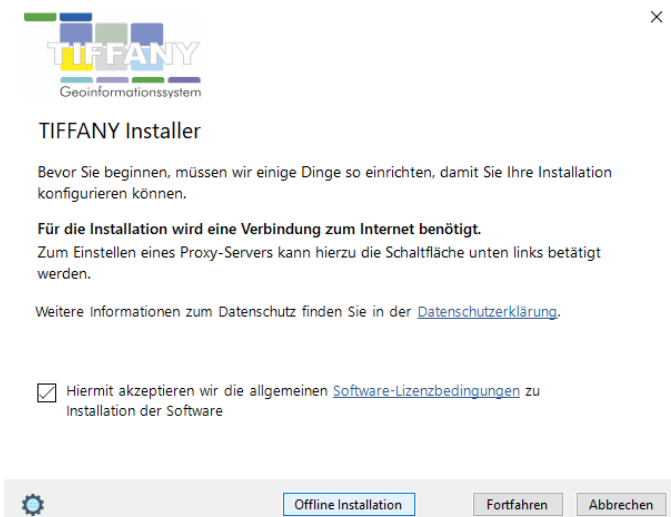 TIFFANY
Geoinformationssystem
TIFFANY Installer
Bevor Sie beginnen, müssen wir einige Dinge so einrichten, damit Sie Ihre Installation
konfigurieren können.
Für die Installation wird eine Verbindung zum Internet benötigt.
Zum Einstellen eines Proxy-Servers kann hierzu die Schaltfläche unten links betätigt
werden.
Weitere Informationen zum Datenschutz finden Sie in der Datenschutzerklärung.
Hiermit akzeptieren wir die allgemeinen Software-Lizenzbedingungen zu
Installation der Software
Offline Installation Fortfahren Abbrechen